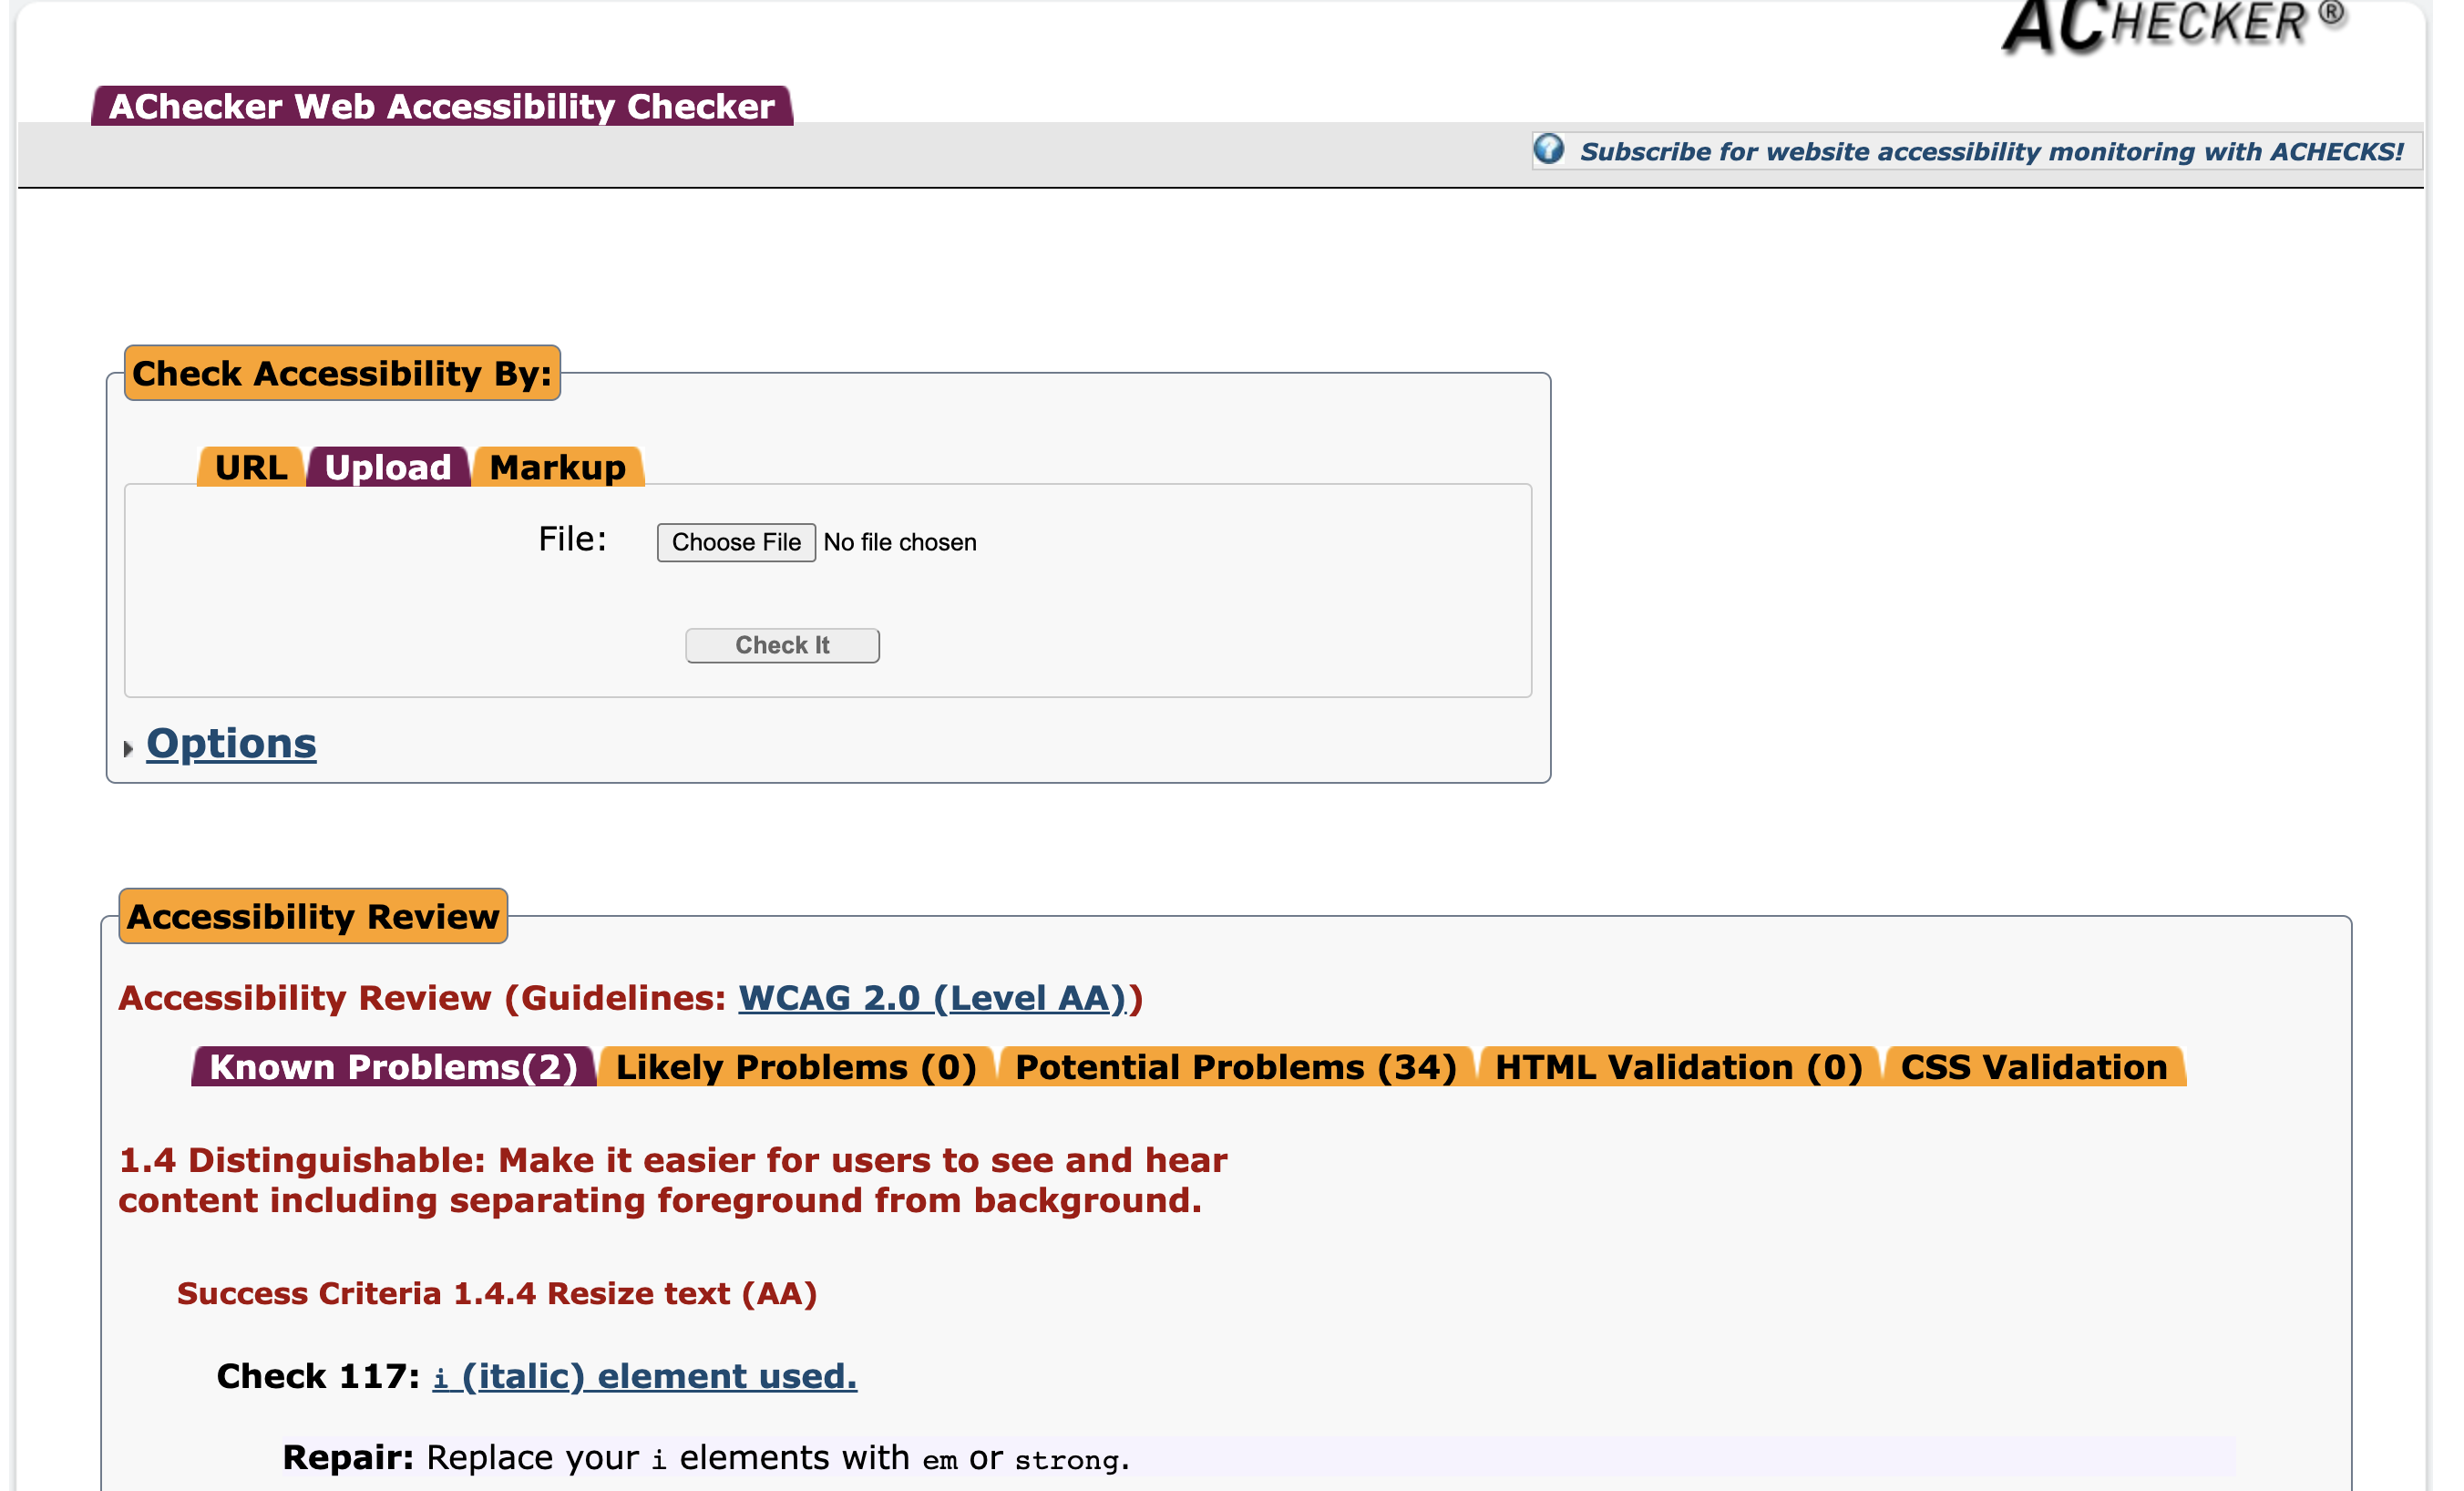 ACHECKER ®
AChecker Web Accessibility Checker
Subscribe for website accessibility monitoring with ACHECKS!
Check Accessibility By:
URL Upload Markup
File: Choose File No file chosen
Check It
Options
Accessibility Review
Accessibility Review (Guidelines: WCAG 2.0 (Level AA))
Known Problems(2) Likely Problems (0) Potential Problems (34) HTML Validation (0) CSS Validation
1.4 Distinguishable: Make it easier for users to see and hear
content including separating foreground from background.
Success Criteria 1.4.4 Resize text (AA)
Check 117: i (italic) element used.
Repair: Replace your i elements with em or strong.